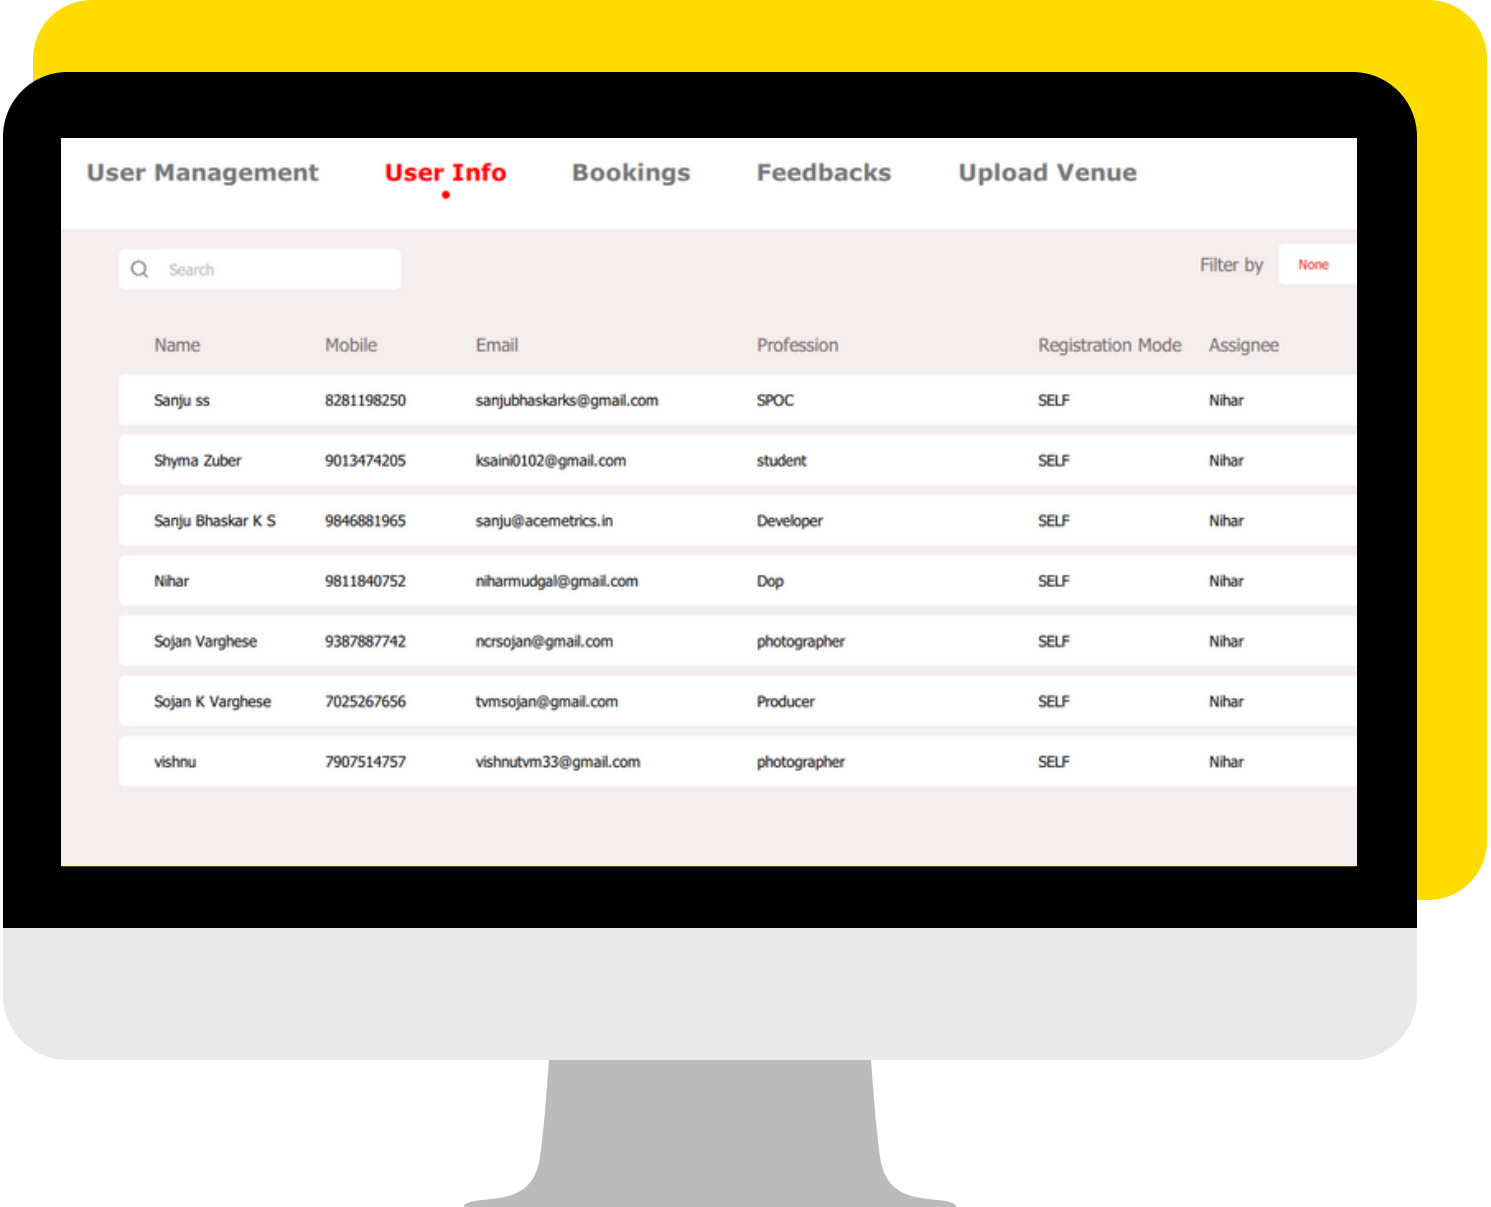 User Management User Info Bookings Feedbacks Upload Venue
Search Filter by None
Name Mobile Email Profession Registration Mode Assignee
Sanju ss 8281198250 sanjubhaskarks@gmail.com SPOC SELF Nihar
Shyma Zuber 9013474205 ksaini0102@gmail.com student SELF Nihar
Sanju Bhaskar K S 9846881965 sanju@acemetrics.in Developer SELF Nihar
Nihar 9811840752 niharmudgal@gmail.com Dop SELF Nihar
Sojan Varghese 9387887742 ncrsojan@gmail.com photographer SELF Nihar
Sojan K Varghese 7025267656 tvmsojan@gmail.com Producer SELF Nihar
vishnu 7907514757 vishnutvm33@gmail.com photographer SELF Nihar